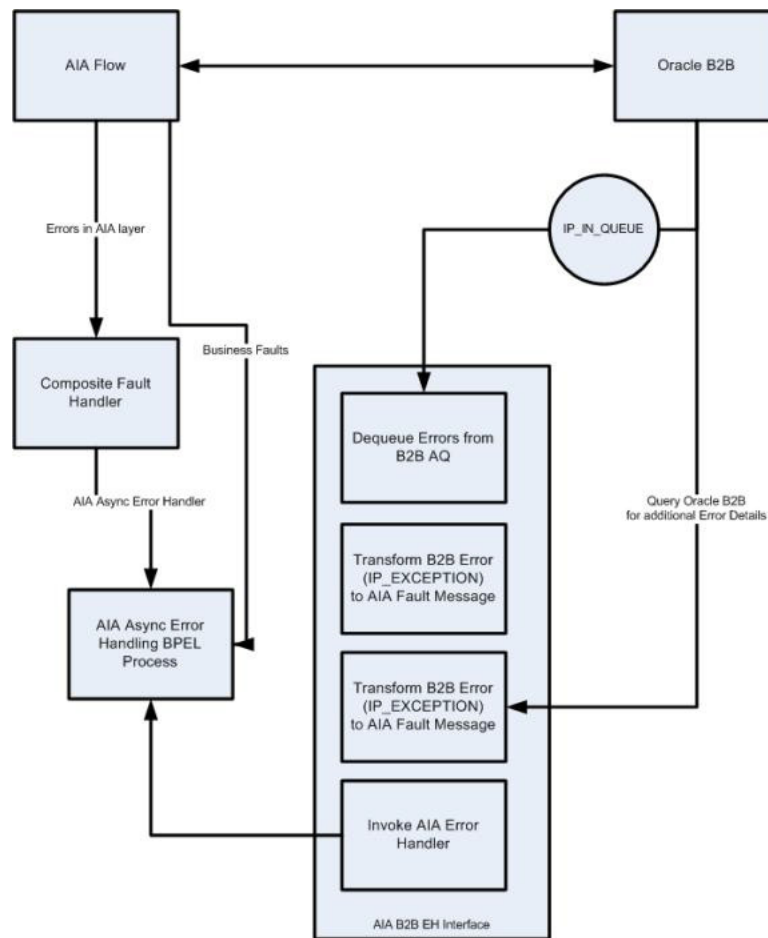 AIA Flow
Oracle B2B
IP_IN_QUEUE
Errors in AIA layer
Business Faults
Composite Fault
Handler
Dequeue Errors from
B2B AQ
AIA Async Error Handler
Query Oracle B2B
for additional Error Details
Transform B2B Error
(IP_EXCEPTION)
to AIA Fault Message
AIA Async Error
Handling BPEL
Process
Transform B2B Error
(IP_EXCEPTION)
to AIA Fault Message
Invoke AIA Error
Handler
AIA B2B EH Interface